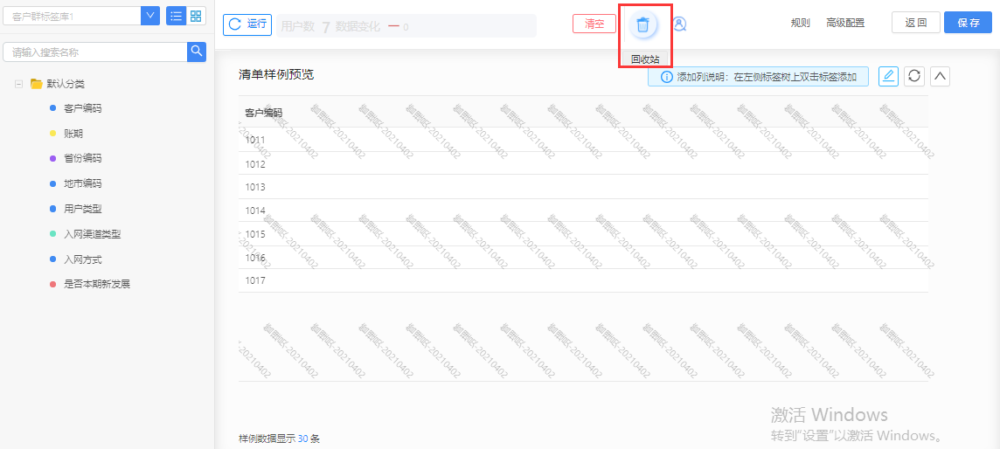 客户群标签库1
运行
用户数 7 数据变化 — 0
清空
回收站
规则
高级配置
返回
保存
请输入搜索名称
默认分类
客户编码
账期
省份编码
地市编码
用户类型
入网渠道类型
入网方式
是否本期新发展
清单样例预览
添加列说明：在左侧标签树上双击标签添加
客户编码
1011
1012
1013
1014
1015
1016
1017
样例数据显示 30 条
激活 Windows
转到“设置”以激活 Windows。